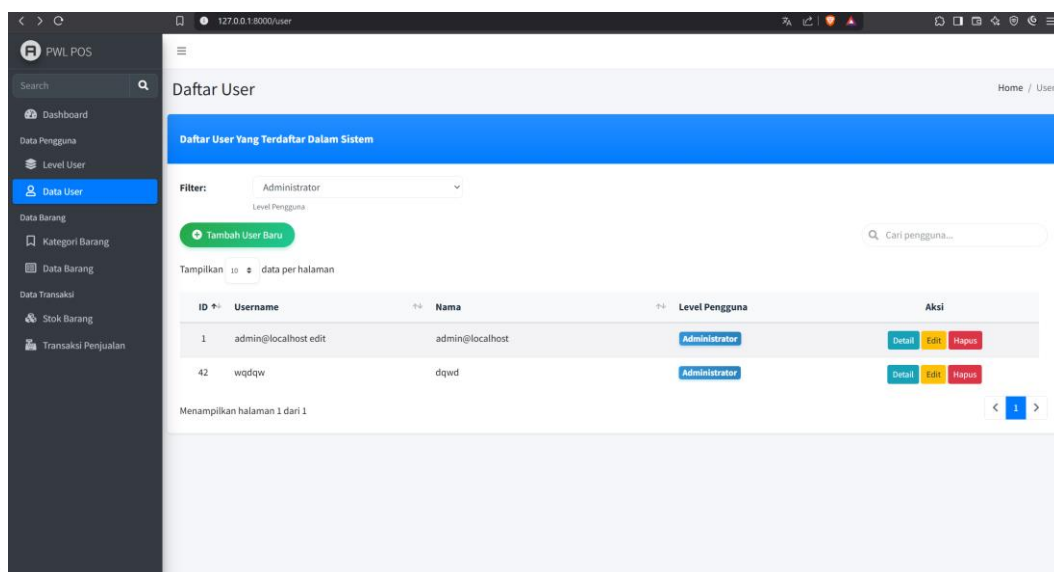 127.0.0.1:8000/user
PWL POS
Search
Dashboard
Data Pengguna
Level User
Data User
Data Barang
Kategori Barang
Data Barang
Data Transaksi
Stok Barang
Transaksi Penjualan
Daftar User
Home / User
Daftar User Yang Terdaftar Dalam Sistem
Filter: Administrator
Level Pengguna
Tambah User Baru
Cari pengguna...
Tampilkan 10 data per halaman
ID Username Nama Level Pengguna Aksi
1 admin@localhost edit admin@localhost Administrator Detail Edit Hapus
42 wqdqw dqwd Administrator Detail Edit Hapus
Menampilkan halaman 1 dari 1
1